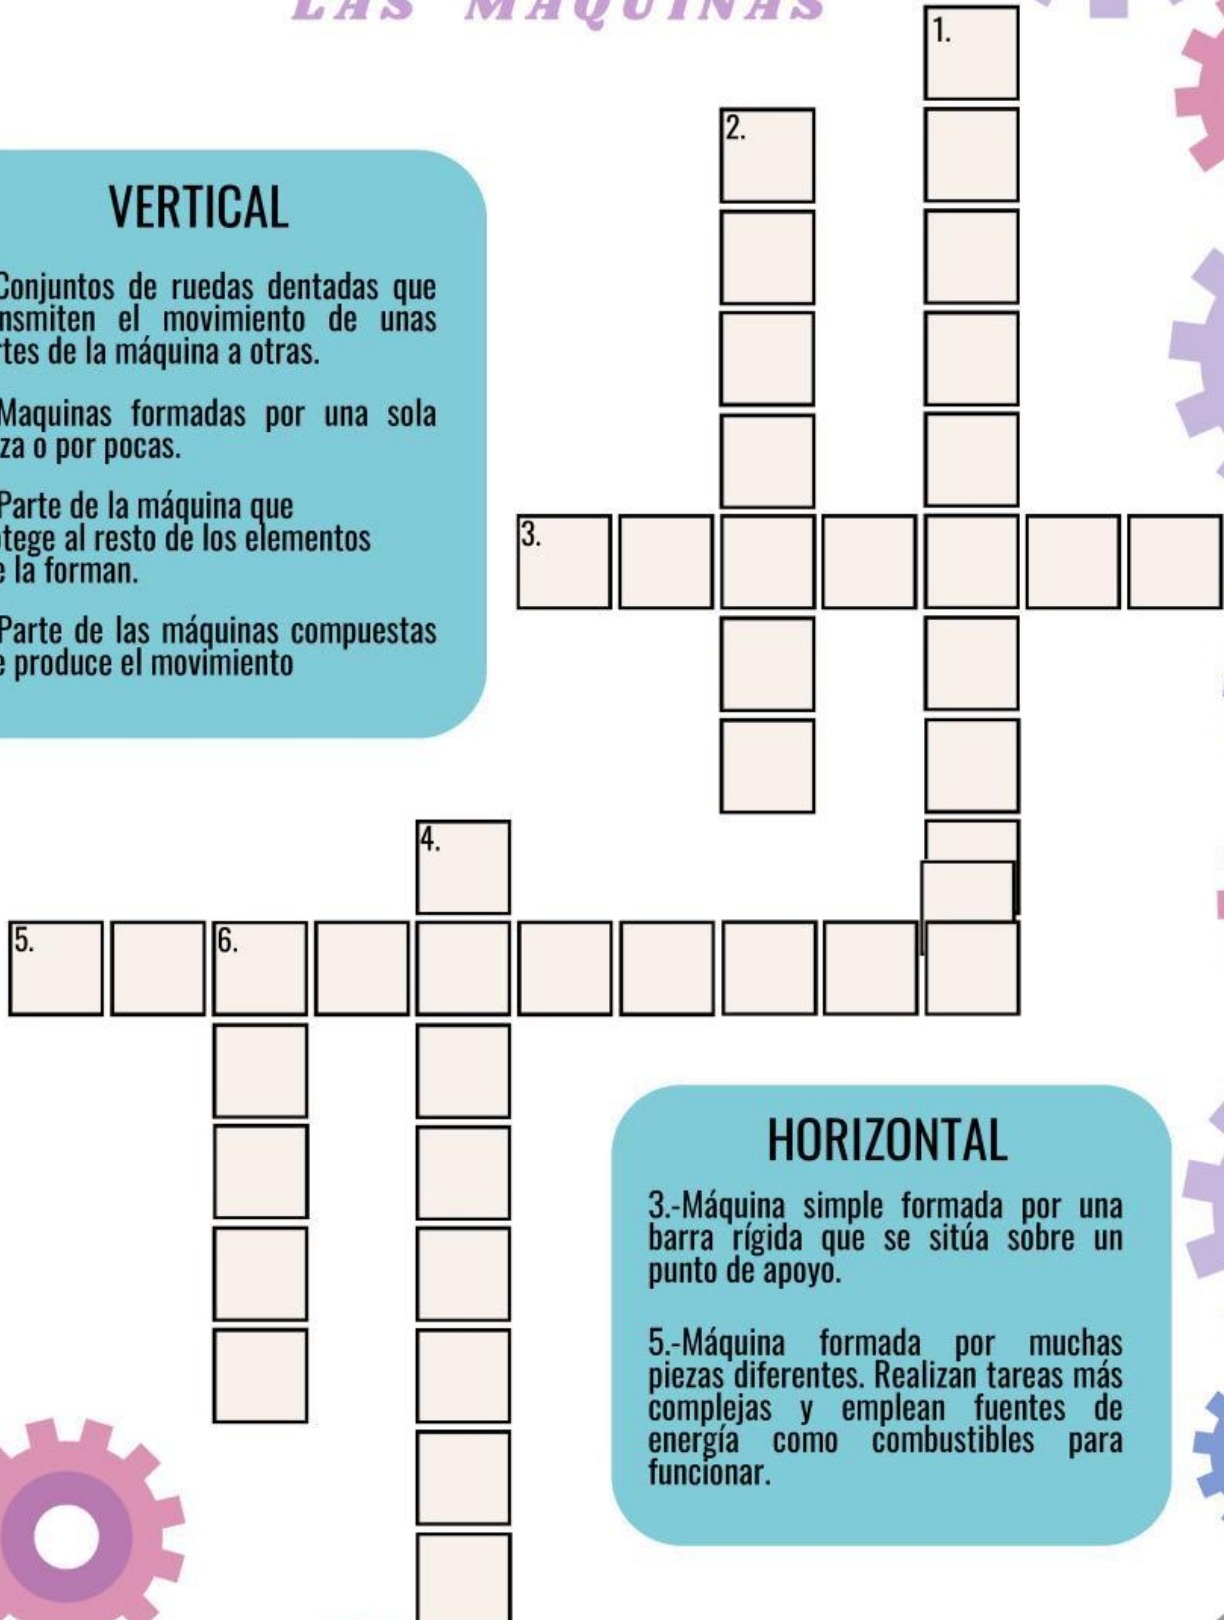 LAS MAQUINAS
1.
2.
VERTICAL
Conjuntos de ruedas dentadas que
nsmiten el movimiento de unas
tes de la máquina a otras.
Maquinas formadas por una sola
za o por pocas.
Parte de la máquina que
tege al resto de los elementos
e la forman.
Parte de las máquinas compuestas
e produce el movimiento
3.
4.
5.
6.
HORIZONTAL
3.-Máquina simple formada por una
barra rígida que se sitúa sobre un
punto de apoyo.
5.-Máquina formada por muchas
piezas diferentes. Realizan tareas más
complejas y emplean fuentes de
energía como combustibles para
funcionar.